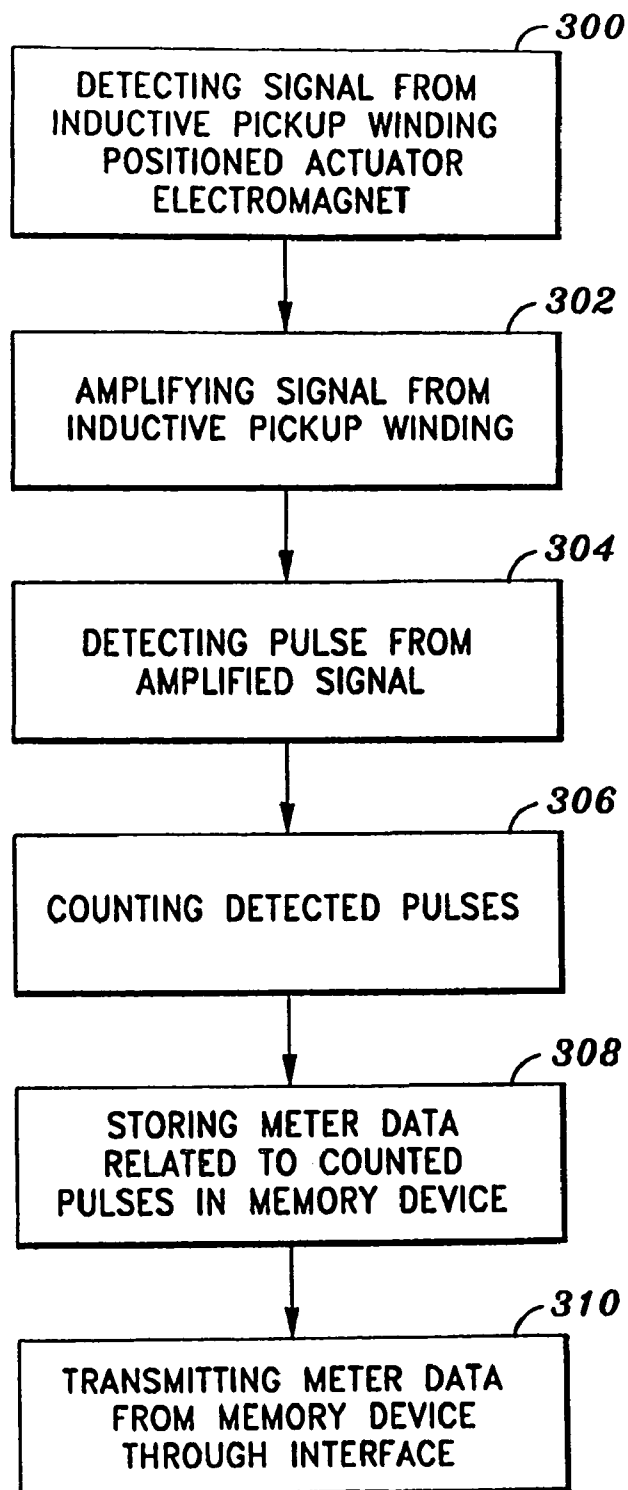 300
DETECTING SIGNAL FROM
INDUCTIVE PICKUP WINDING
POSITIONED ACTUATOR
ELECTROMAGNET
302
AMPLIFYING SIGNAL FROM
INDUCTIVE PICKUP WINDING
304
DETECTING PULSE FROM
AMPLIFIED SIGNAL
306
COUNTING DETECTED PULSES
308
STORING METER DATA
RELATED TO COUNTED
PULSES IN MEMORY DEVICE
310
TRANSMITTING METER DATA
FROM MEMORY DEVICE
THROUGH INTERFACE